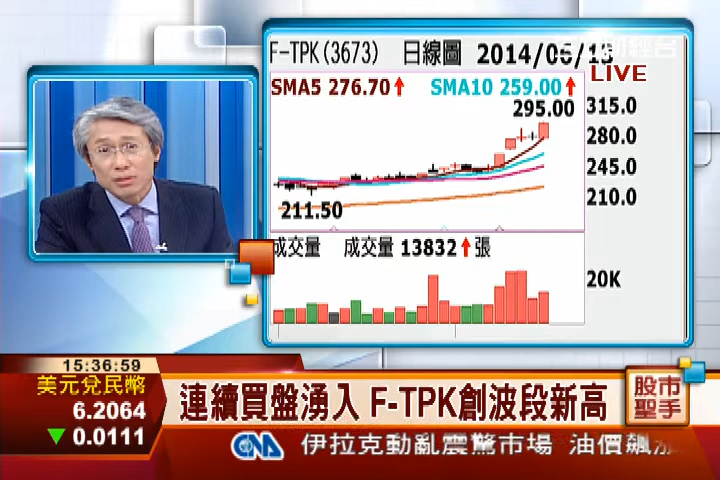 F-TPK(3673) 日線圖 2014/06/13
LIVE
SMA5 276.70↑ SMA10 259.00↑
295.00
315.0
280.0
245.0
210.0
211.50
成交量 成交量 13832↑張
20K
15:36:59
美元兌民幣
6.2064
▼0.0111
連續買盤湧入 F-TPK創波段新高
股市
聖手
CNA 伊拉克動亂震驚市場 油價飆